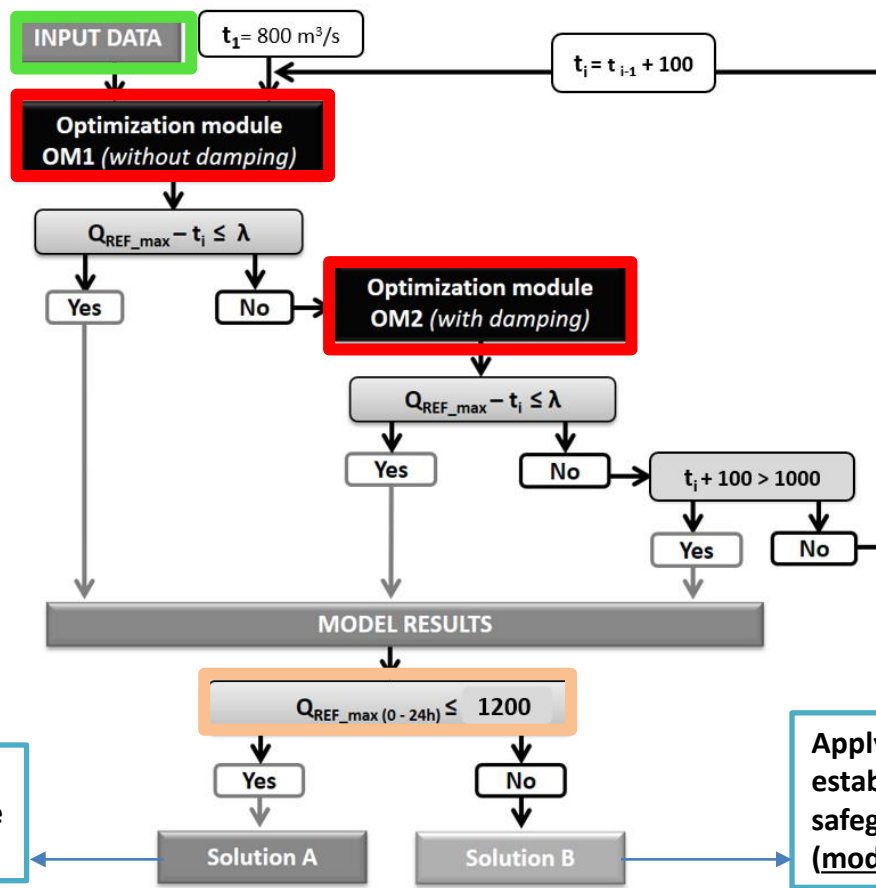 INPUT DATA
t1= 800 m³/s
ti= t i-1 + 100
Optimization module
OM1 (without damping)
QREF_max – ti ≤ λ
Yes
No
Optimization module
OM2 (with damping)
QREF_max – ti ≤ λ
Yes
No
ti + 100 > 1000
Yes
No
MODEL RESULTS
QREF_max (0 - 24h) ≤ 1200
Yes
No
Solution A
Solution B
Apply
estab
safeg
(mod